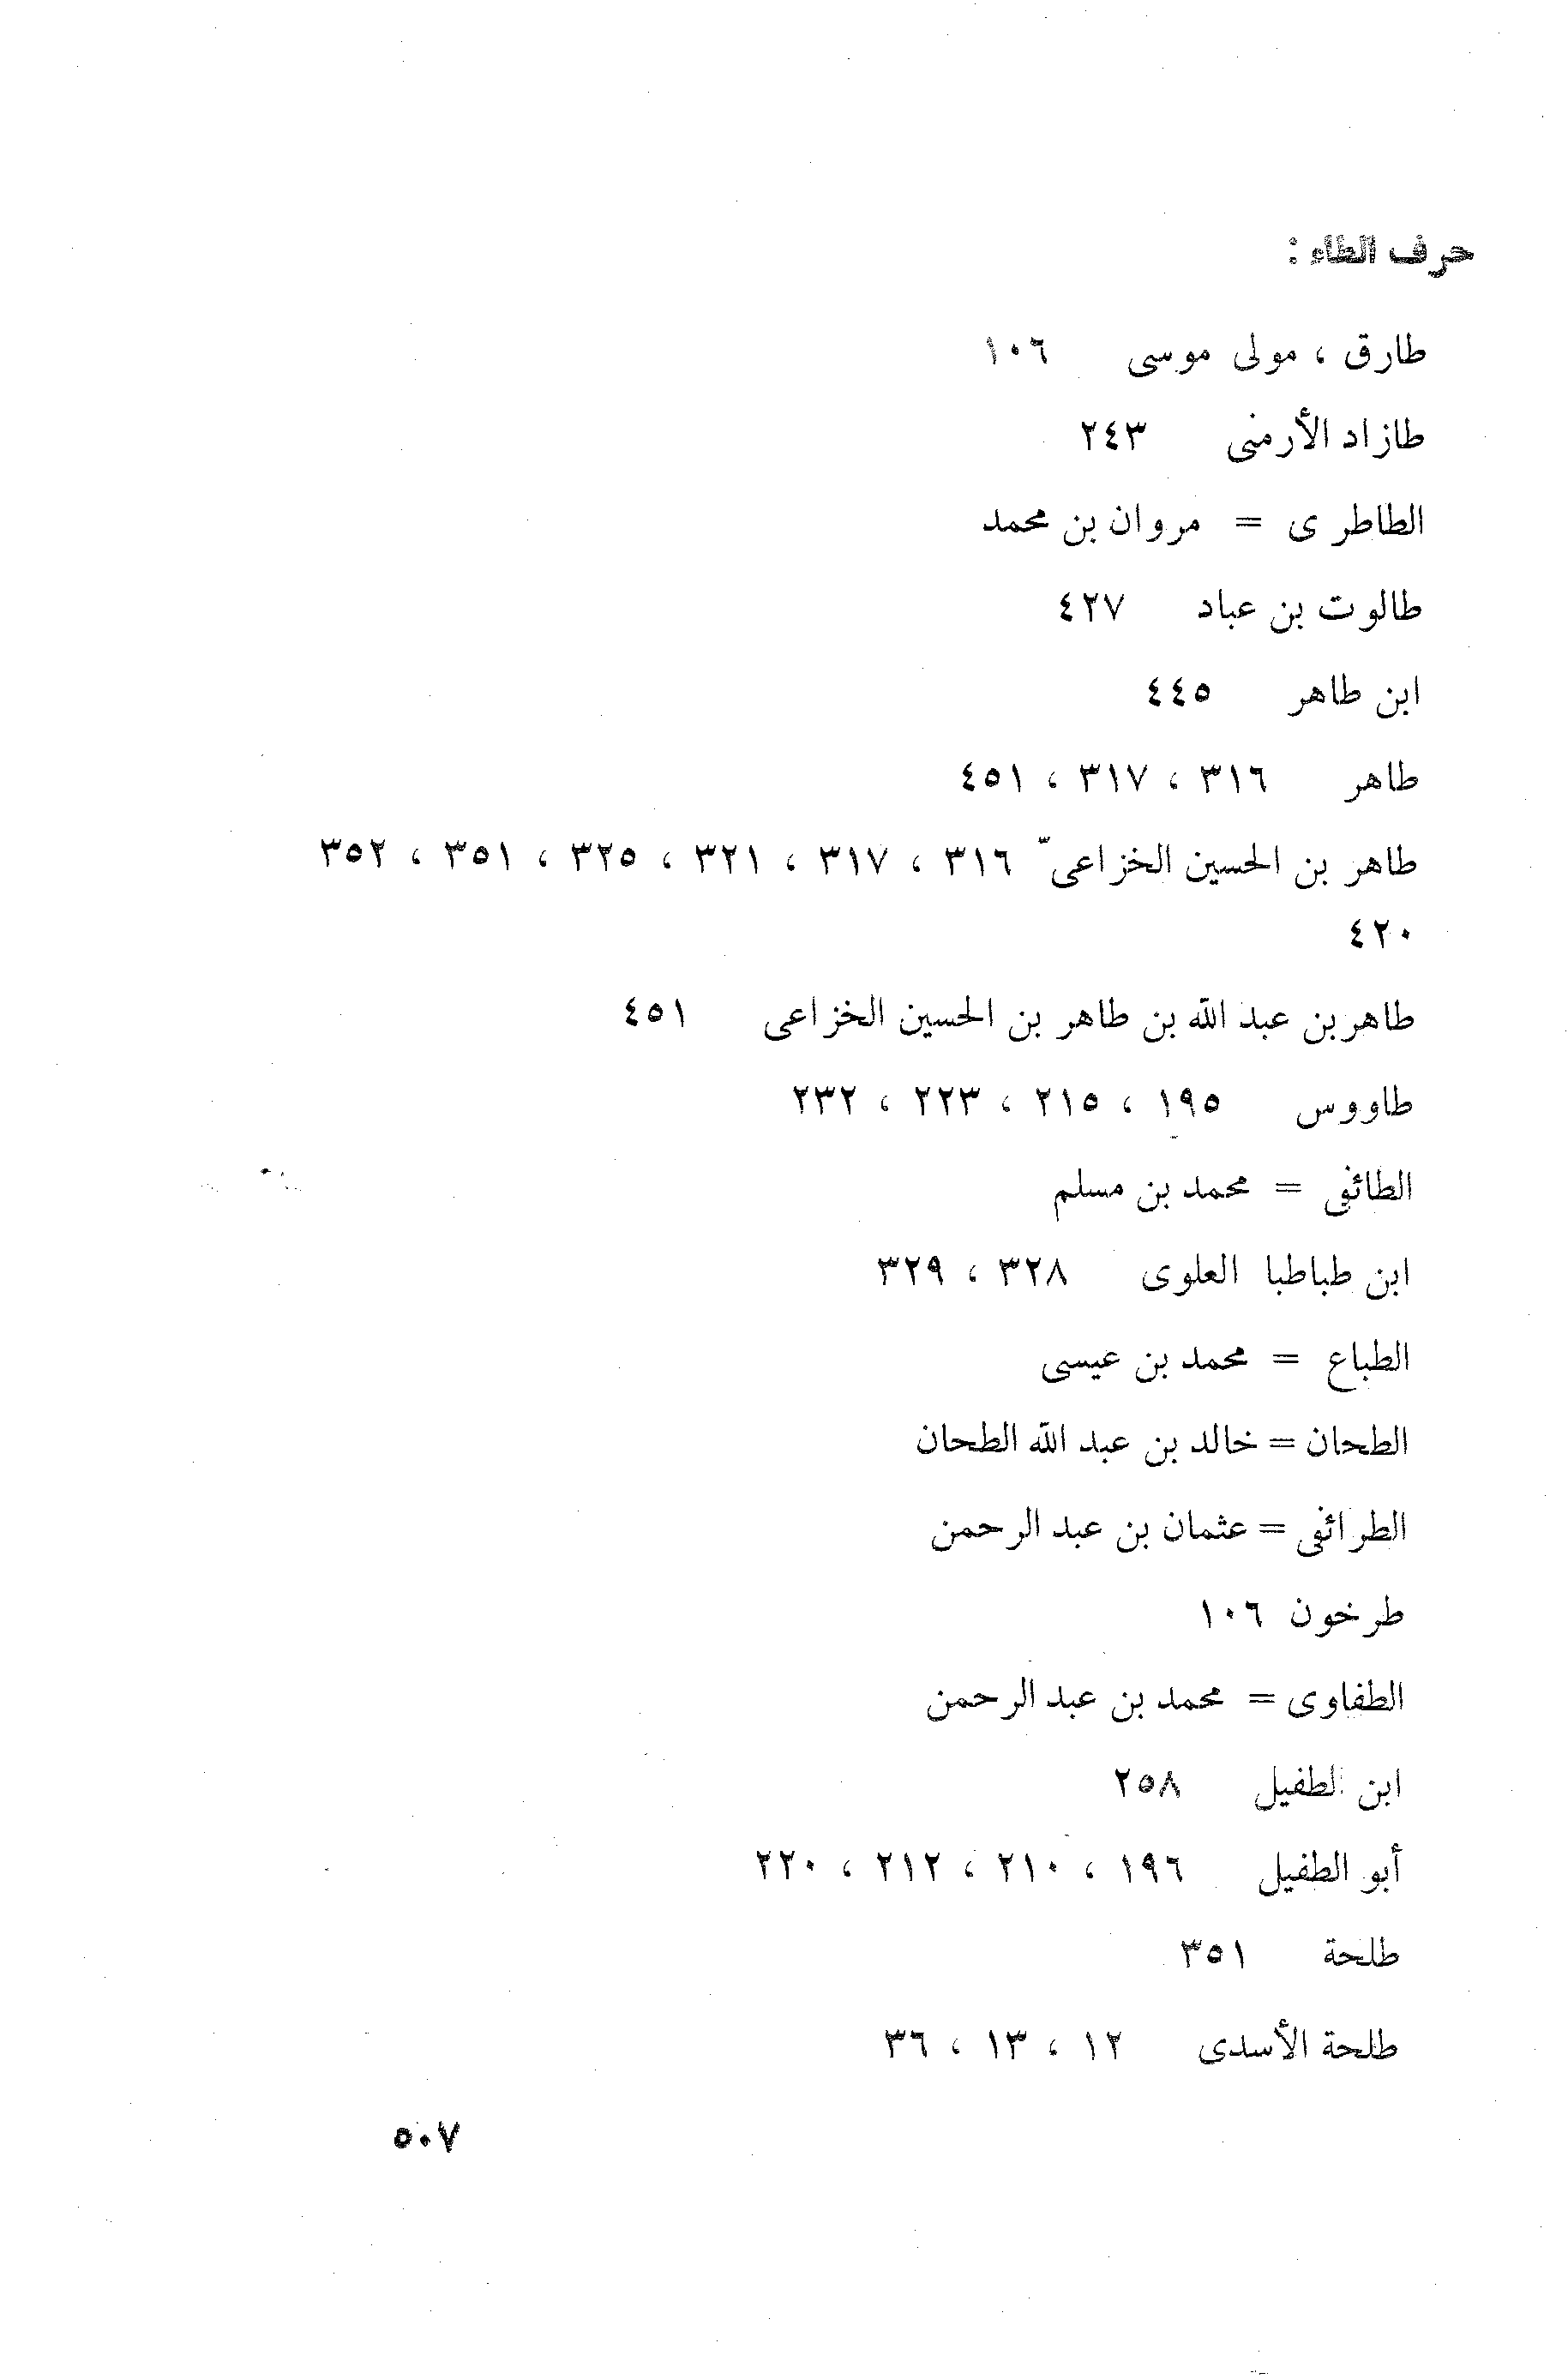 حرف الطاء :
طارق ، مولى موسى ١٠٦
طازاد الأرمنى ٢٤٣
الطاطرى = مروان بن محمد
طالوت بن عباد ٤٢٧
ابن طاهر ٤٤٥
طاهر ٣١٦ ، ٣١٧ ، ٤٥١
طاهر بن الحسين الخزاعىّ ٣١٦ ، ٣١٧ ، ٣٢١ ، ٣٢٥ ، ٣٥١ ، ٣٥٢
٤٢٠
طاهر بن عبد الله بن طاهر بن الحسين الخزاعى ٤٥١
طاووس ١٩٥ ، ٢١٥ ، ٢٢٣ ، ٢٣٢
الطائفى = محمد بن مسلم
ابن طباطبا العلوى ٣٢٨ ، ٣٢٩
الطباع = محمد بن عيسى
الطحان = خالد بن عبد الله الطحان
الطرائفى = عثمان بن عبد الرحمن
طرخون ١٠٦
الطفاوى = محمد بن عبد الرحمن
ابن الطفيل ٢٥٨
أبو الطفيل ١٩٦ ، ٢١٠ ، ٢١٢ ، ٢٢٠
طلحة ٣٥١
طلحة الأسدى ١٢ ، ١٣ ، ٣٦
٥٠٧